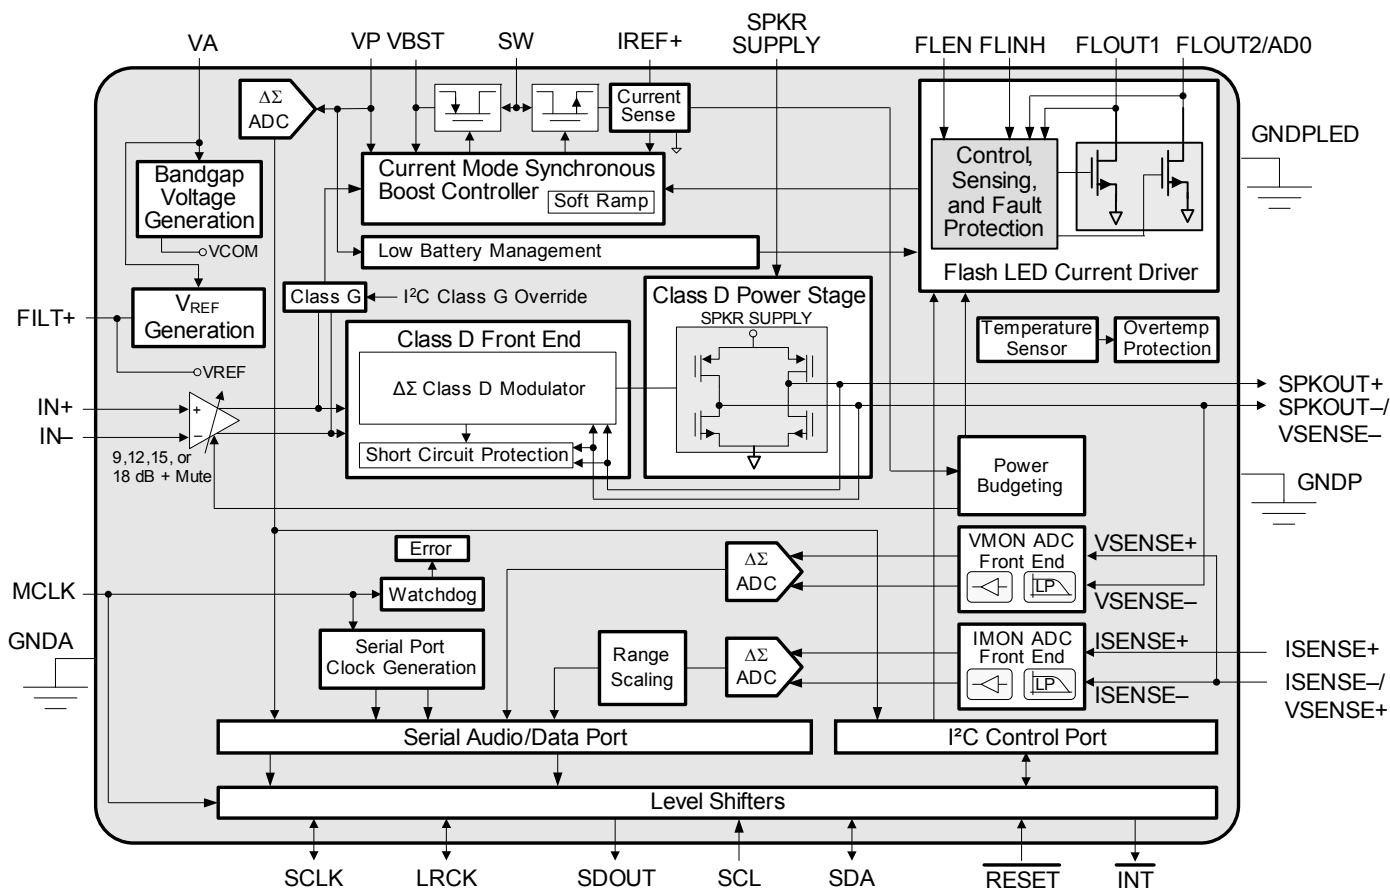 SPKR
SUPPLY
VA
VP VBST
SW
IREF+
FLEN FLINH
FLOUT1
FLOUT2/AD0
ΔΣ
ADC
Current
Sense
GNDPLED
Bandgap
Voltage
Generation
Current Mode Synchronous
Boost Controller
Soft Ramp
Control,
Sensing,
and Fault
Protection
VCOM
Low Battery Management
Flash LED Current Driver
VREF
Generation
Class G
I²C Class G Override
Class D Power Stage
SPKR SUPPLY
FILT+
Class D Front End
Temperature
Sensor
Overtemp
Protection
VREF
ΔΣ Class D Modulator
SPKOUT+
IN+
+
SPKOUT–/
VSENSE–
IN–
–
9,12,15, or
18 dB + Mute
Short Circuit Protection
Power
Budgeting
GNDP
Error
ΔΣ
ADC
VMON ADC
Front End
LP
VSENSE+
VSENSE–
MCLK
Watchdog
GNDA
Serial Port
Clock Generation
Range
Scaling
ΔΣ
ADC
IMON ADC
Front End
LP
ISENSE+
ISENSE–
ISENSE+
ISENSE–/
VSENSE+
Serial Audio/Data Port
I²C Control Port
Level Shifters
SCLK
LRCK
SDOUT
SCL
SDA
RESET
INT